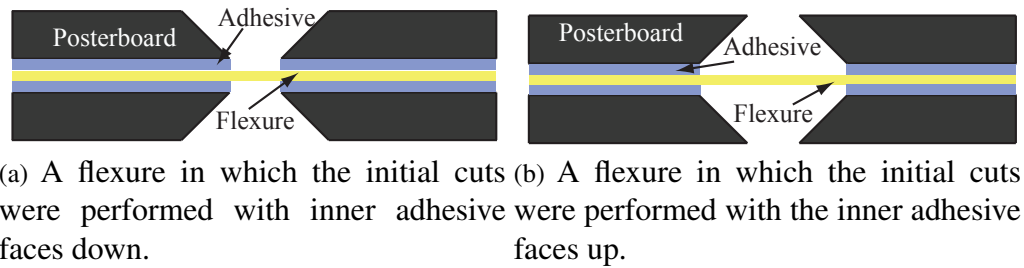 Adhesive
Posterboard
Flexure
Posterboard
Adhesive
Flexure
(a) A flexure in which the initial cuts
were performed with inner adhesive
faces down.
(b) A flexure in which the initial cuts
were performed with the inner adhesive
faces up.